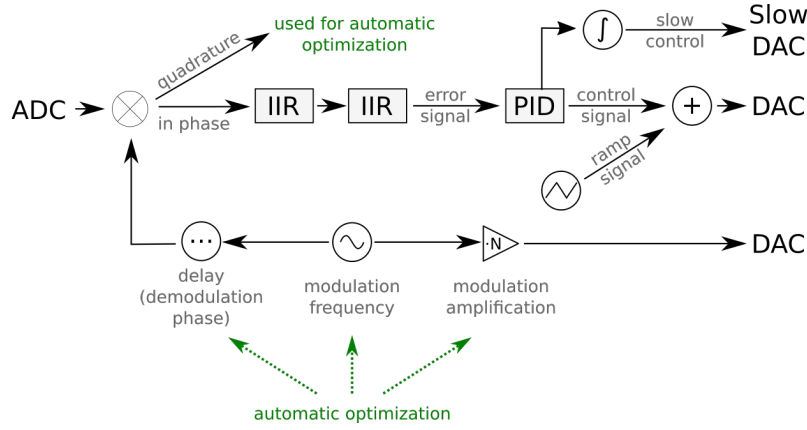 used for automatic
optimization
quadrature
slow
control
Slow
DAC
ADC
in phase
IIR
IIR
error
signal
PID
control
signal
+
DAC
ramp
signal
∫
...
·N
DAC
delay
(demodulation
phase)
modulation
frequency
modulation
amplification
automatic optimization